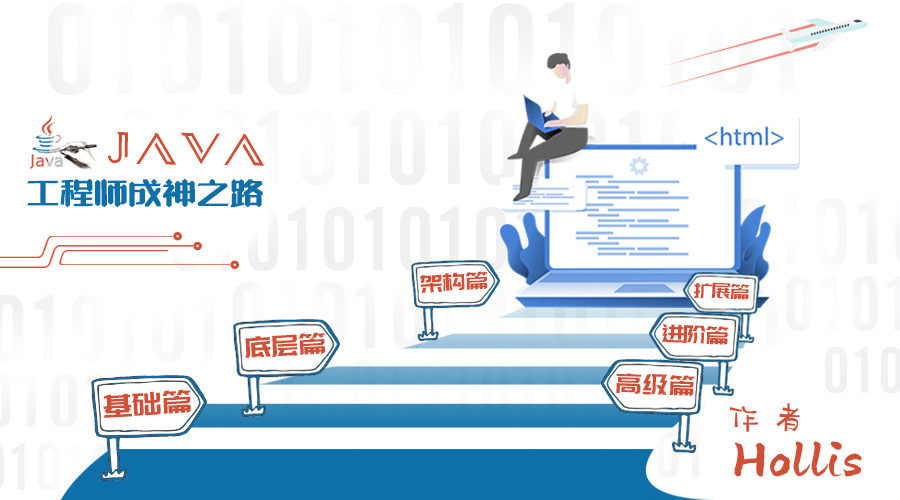 Java
JAVA
工程师成神之路
<html>
架构篇
扩展篇
底层篇
进阶篇
基础篇
高级篇
作者
Hollis